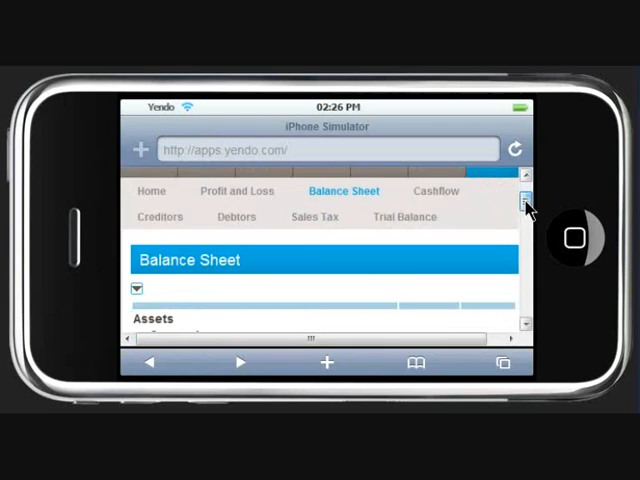 Yendo 02:26 PM
iPhone Simulator
http://apps.yendo.com/
Home Profit and Loss Balance Sheet Cashflow
Creditors Debtors Sales Tax Trial Balance
Balance Sheet
Assets